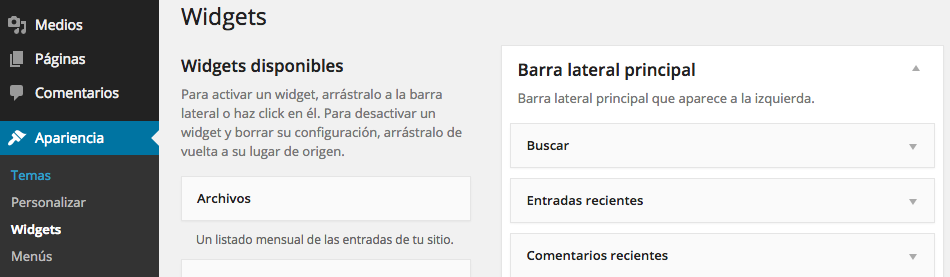 Medios
Páginas
Comentarios
Apariencia
Temas
Personalizar
Widgets
Menús
Widgets
Widgets disponibles
Para activar un widget, arrástralo a la barra
lateral o haz click en él. Para desactivar un
widget y borrar su configuración, arrástralo de
vuelta a su lugar de origen.
Archivos
Un listado mensual de las entradas de tu sitio.
Barra lateral principal
Barra lateral principal que aparece a la izquierda.
Buscar
Entradas recientes
Comentarios recientes